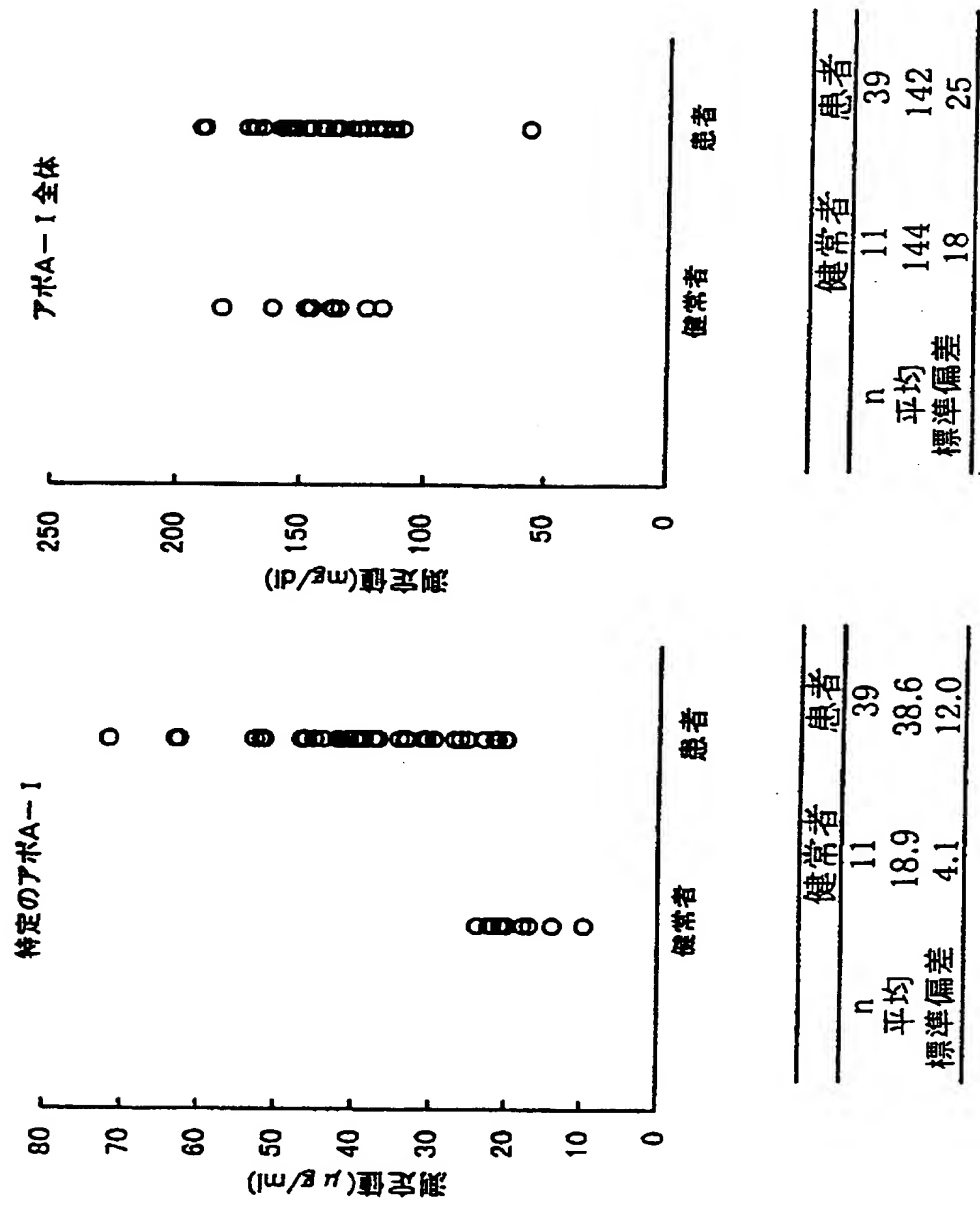 特定のアポA－Ⅰ
測定値(μg/ml)
80
70
60
50
40
30
20
10
0
健常者
患者
健常者 患者
n 11 39
平均 18.9 38.6
標準偏差 4.1 12.0
アポA－Ⅰ全体
測定値(mg/dl)
250
200
150
100
50
0
健常者
患者
健常者 患者
n 11 39
平均 144 142
標準偏差 18 25